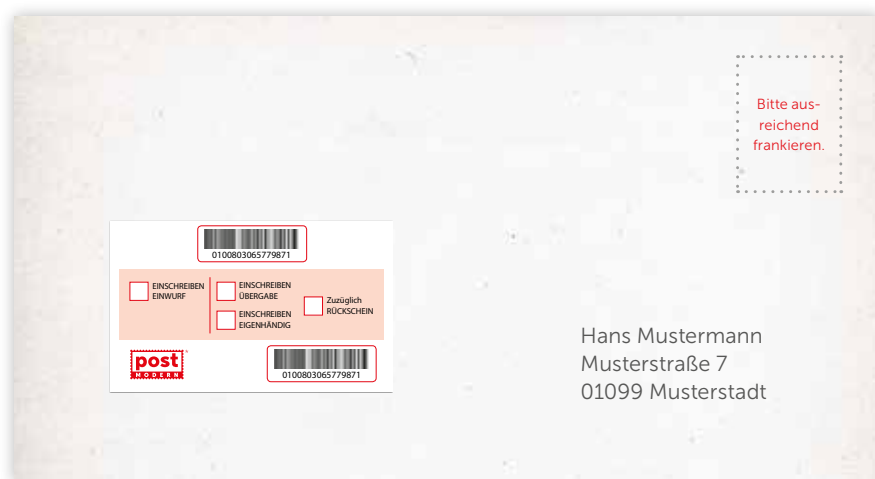 Bitte aus-
reichend
frankieren.
0100803065779871
EINSCHREIBEN
EINWURF
EINSCHREIBEN
ÜBERGABE
EINSCHREIBEN
EIGENHÄNDIG
Zuzüglich
RÜCKSCHEIN
post
MODERN
0100803065779871
Hans Mustermann
Musterstraße 7
01099 Musterstadt